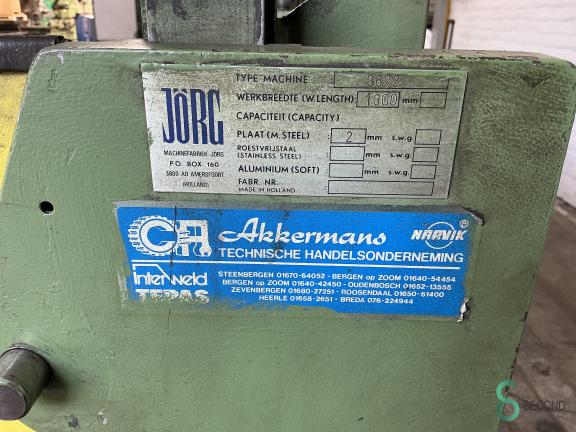 JÖRG
MACHINEFABRIEK JÖRG
P.O. BOX 160
3800 AD AMERSFOORT
(HOLLAND)
TYPE MACHINE 3622
WERKBREEDTE (W.LENGTH) 1300 mm
CAPACITEIT (CAPACITY)
PLAAT (M. STEEL) 2 mm s.w.g.
ROESTVRIJSTAAL
(STAINLESS STEEL) mm s.w.g.
ALUMINIUM (SOFT) mm s.w.g.
FABR. NR.
MADE IN HOLLAND
CA Akkermans NARVIK ®
TECHNISCHE HANDELSONDERNEMING
interweld
TEPAS
STEENBERGEN 01670-64052 - BERGEN op ZOOM 01640-54454
BERGEN op ZOOM 01640-42450 - OUDENBOSCH 01652-13555
ZEVENBERGEN 01680-27251 - ROOSENDAAL 01650-61400
HEERLE 01658-2651 - BREDA 076-224944
SECOND